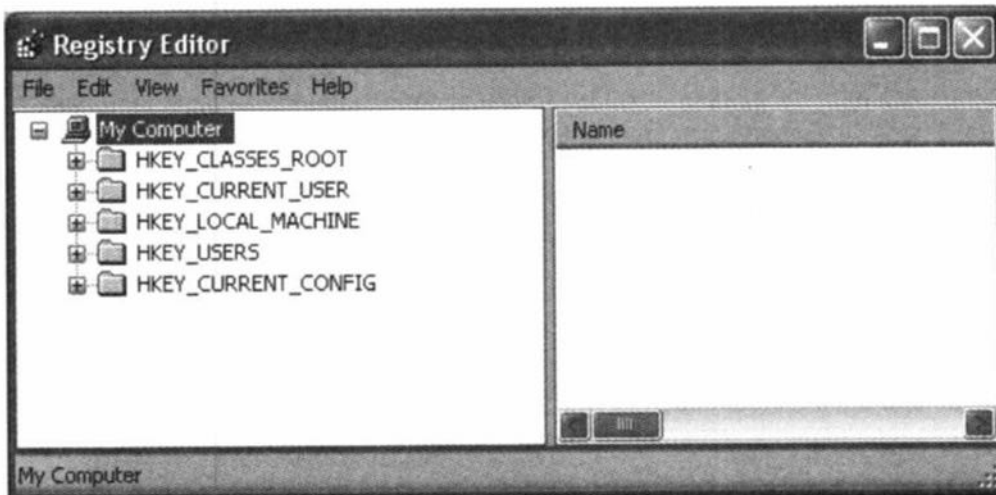 Registry Editor
File Edit View Favorites Help
My Computer
Name
HKEY_CLASSES_ROOT
HKEY_CURRENT_USER
HKEY_LOCAL_MACHINE
HKEY_USERS
HKEY_CURRENT_CONFIG
My Computer